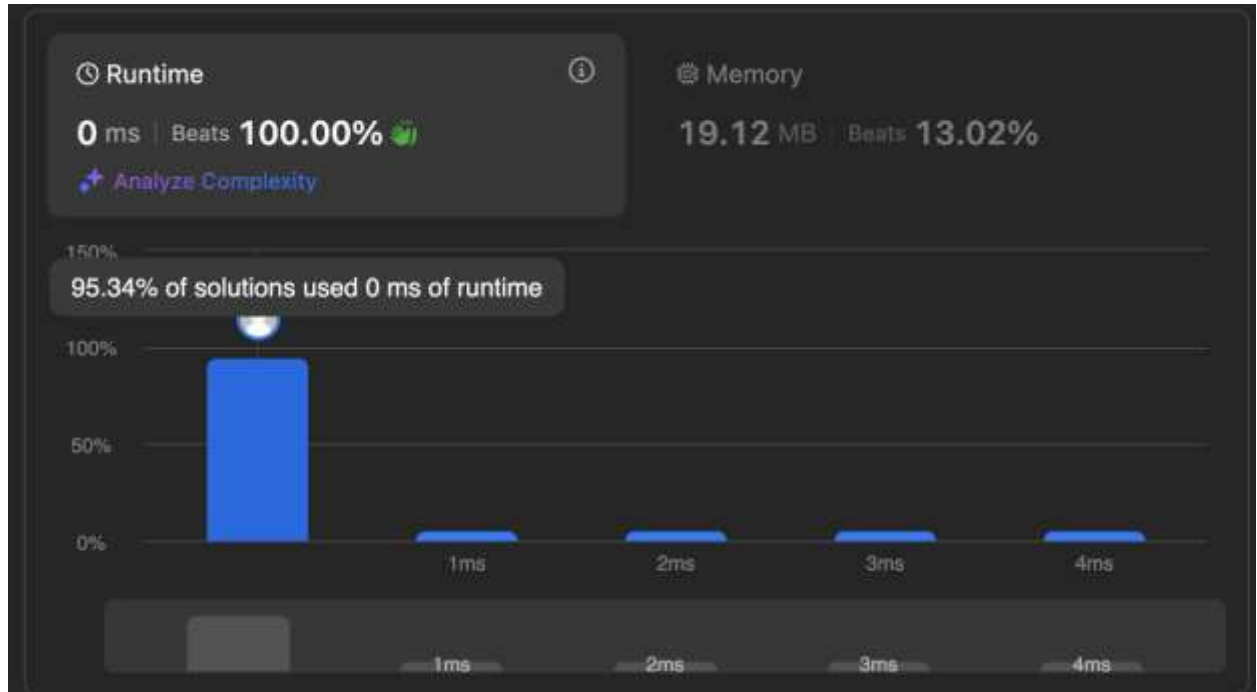 Runtime
0 ms | Beats 100.00%
Analyze Complexity
Memory
19.12 MB | Beats 13.02%
150%
95.34% of solutions used 0 ms of runtime
100%
50%
0%
1ms 2ms 3ms 4ms
1ms 2ms 3ms 4ms